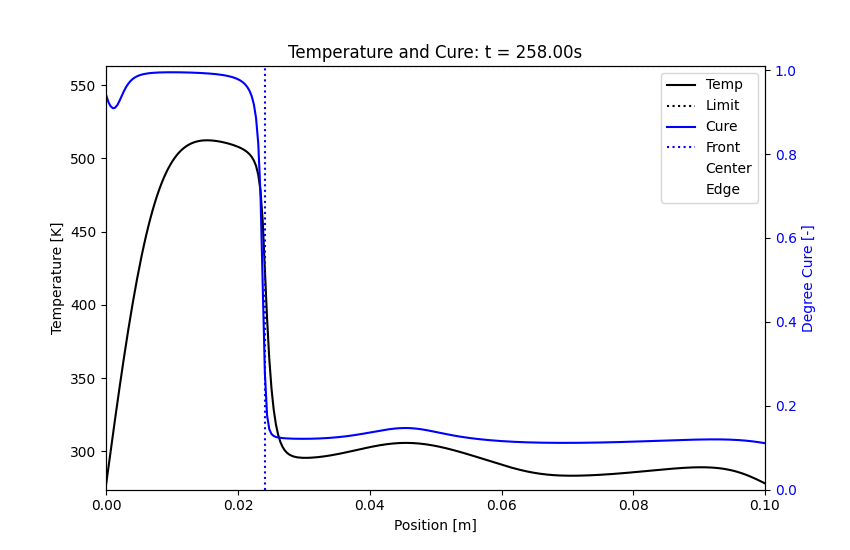 Temperature and Cure: t = 258.00s
Temperature [K]
550
500
450
400
350
300
Temp
Limit
Cure
Front
Center
Edge
1.0
0.8
0.6
0.4
0.2
0.0
Degree Cure [-]
0.00 0.02 0.04 0.06 0.08 0.10
Position [m]